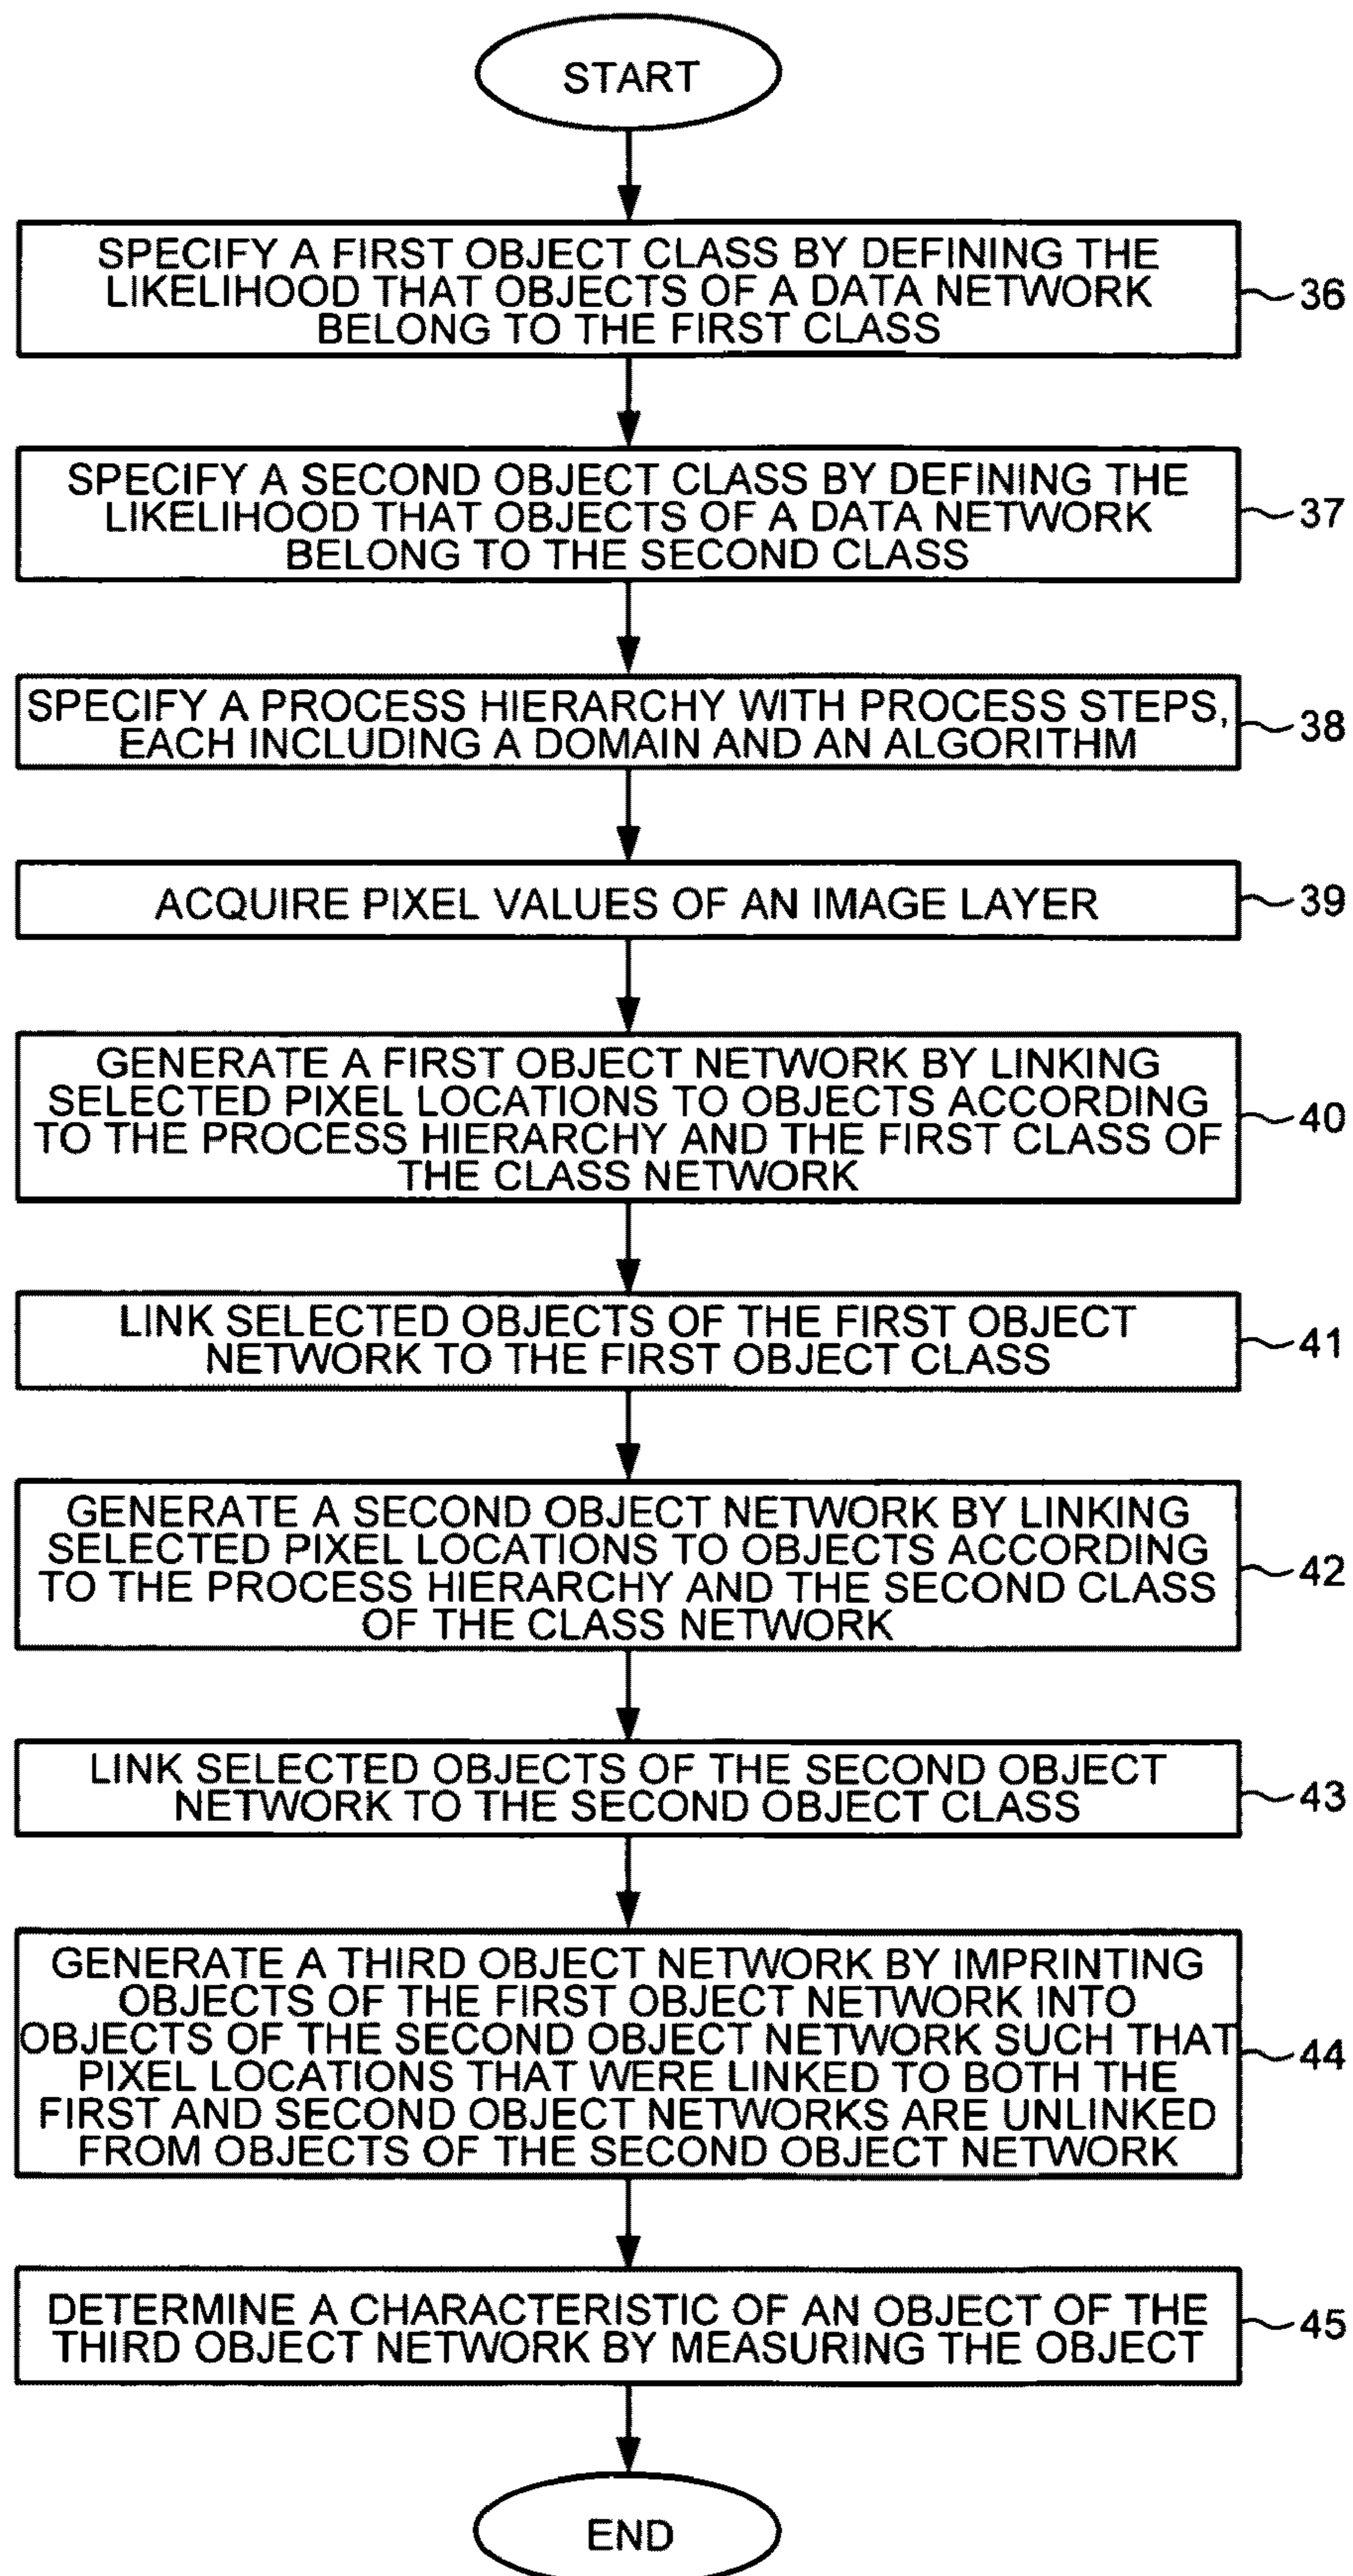 START
SPECIFY A FIRST OBJECT CLASS BY DEFINING THE
LIKELIHOOD THAT OBJECTS OF A DATA NETWORK
BELONG TO THE FIRST CLASS
36
SPECIFY A SECOND OBJECT CLASS BY DEFINING THE
LIKELIHOOD THAT OBJECTS OF A DATA NETWORK
BELONG TO THE SECOND CLASS
37
SPECIFY A PROCESS HIERARCHY WITH PROCESS STEPS,
EACH INCLUDING A DOMAIN AND AN ALGORITHM
38
ACQUIRE PIXEL VALUES OF AN IMAGE LAYER
39
GENERATE A FIRST OBJECT NETWORK BY LINKING
SELECTED PIXEL LOCATIONS TO OBJECTS ACCORDING
TO THE PROCESS HIERARCHY AND THE FIRST CLASS OF
THE CLASS NETWORK
40
LINK SELECTED OBJECTS OF THE FIRST OBJECT
NETWORK TO THE FIRST OBJECT CLASS
41
GENERATE A SECOND OBJECT NETWORK BY LINKING
SELECTED PIXEL LOCATIONS TO OBJECTS ACCORDING
TO THE PROCESS HIERARCHY AND THE SECOND CLASS
OF THE CLASS NETWORK
42
LINK SELECTED OBJECTS OF THE SECOND OBJECT
NETWORK TO THE SECOND OBJECT CLASS
43
GENERATE A THIRD OBJECT NETWORK BY IMPRINTING
OBJECTS OF THE FIRST OBJECT NETWORK INTO
OBJECTS OF THE SECOND OBJECT NETWORK SUCH THAT
PIXEL LOCATIONS THAT WERE LINKED TO BOTH THE
FIRST AND SECOND OBJECT NETWORKS ARE UNLINKED
FROM OBJECTS OF THE SECOND OBJECT NETWORK
44
DETERMINE A CHARACTERISTIC OF AN OBJECT OF THE
THIRD OBJECT NETWORK BY MEASURING THE OBJECT
45
END